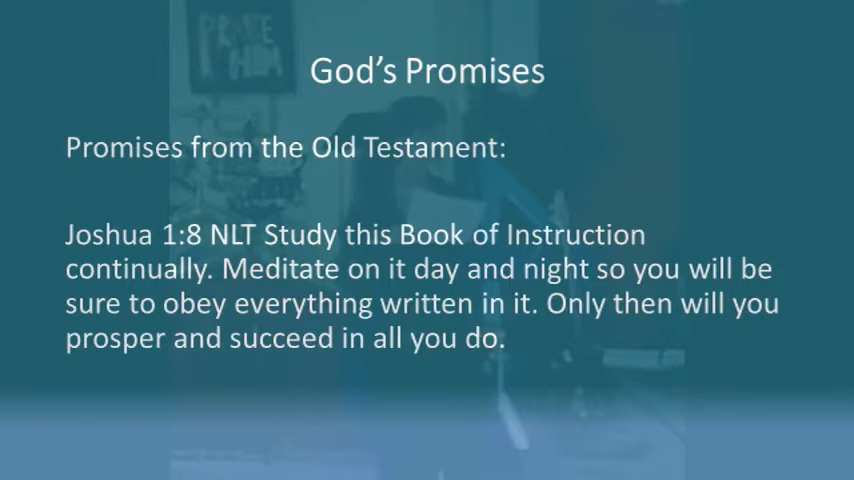 PRAISE
HIM
God's Promises
Promises from the Old Testament:
Joshua 1:8 NLT Study this Book of Instruction
continually. Meditate on it day and night so you will be
sure to obey everything written in it. Only then will you
prosper and succeed in all you do.